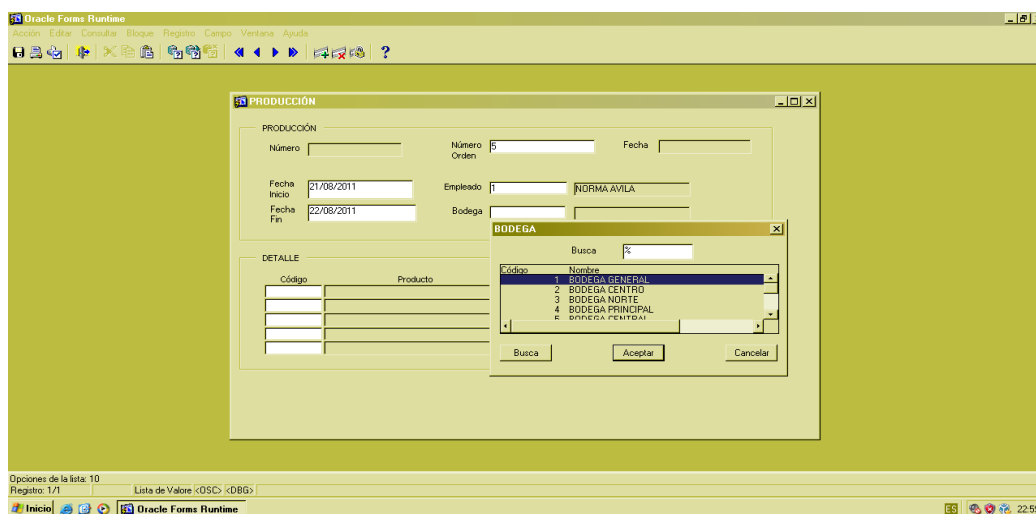 Oracle Forms Runtime
Acción Editar Consultar Bloque Registro Campo Ventana Ayuda
PRODUCCIÓN
PRODUCCIÓN
Número
Número Orden 5
Fecha
Fecha Inicio 21/08/2011
Empleado 1 NORMA AVILA
Fecha Fin 22/08/2011
Bodega
BODEGA
Busca %
Código Nombre
1 BODEGA GENERAL
2 BODEGA CENTRO
3 BODEGA NORTE
4 BODEGA PRINCIPAL
5 BODEGA CENTRAL
Busca Aceptar Cancelar
DETALLE
Código Producto
Opciones de la lista: 10
Registro: 1/1 Lista de Valore <OSC> <DBG>
Inicio Oracle Forms Runtime ES